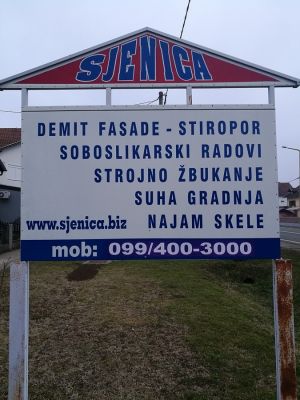 SJENICA
DEMIT FASADE - STIROPOR
SOBOSLIKARSKI RADOVI
STROJNO ŽBUKANJE
SUHA GRADNJA
www.sjenica.biz NAJAM SKELE
mob: 099/400-3000